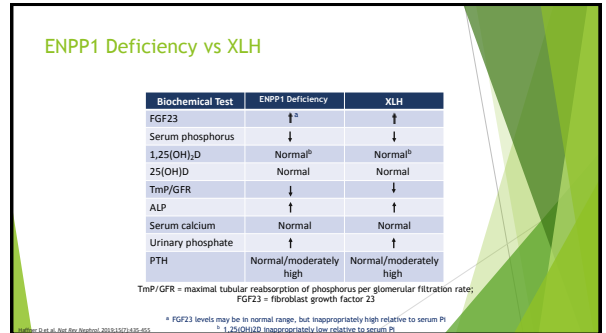 ENPP1 Deficiency vs XLH
Biochemical Test ENPP1 Deficiency XLH
FGF23 ↑a ↑
Serum phosphorus ↓ ↓
1,25(OH)₂D Normalb Normalb
25(OH)D Normal Normal
TmP/GFR ↓ ↓
ALP ↑ ↑
Serum calcium Normal Normal
Urinary phosphate ↑ ↑
PTH Normal/moderately high Normal/moderately high
TmP/GFR = maximal tubular reabsorption of phosphorus per glomerular filtration rate;
FGF23 = fibroblast growth factor 23
a FGF23 levels may be in normal range, but inappropriately high relative to serum Pi
b 1,25(OH)2D inappropriately low relative to serum Pi
Haffner D et al. Nat Rev Nephrol. 2019;15(7):435-455